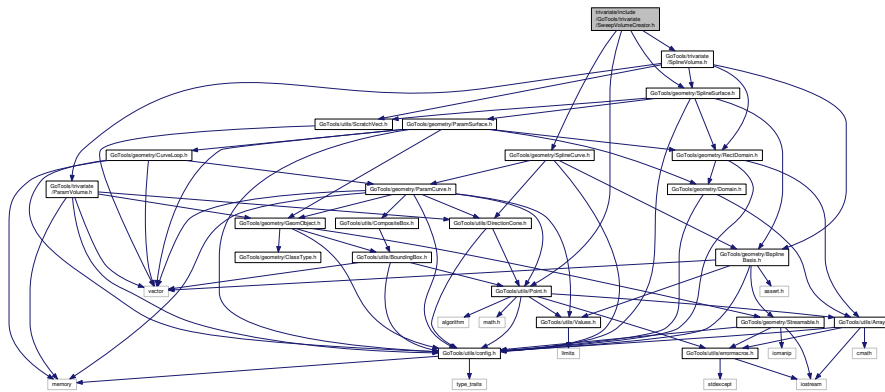 trivariate/include
/GoTools/trivariate
/SweepVolumeCreator.h
GoTools/trivariate
/SplineVolume.h
GoTools/geometry/SplineSurface.h
GoTools/utils/ScratchVect.h
GoTools/geometry/ParamSurface.h
GoTools/geometry/CurveLoop.h
GoTools/geometry/SplineCurve.h
GoTools/geometry/RectDomain.h
GoTools/trivariate
/ParamVolume.h
GoTools/geometry/ParamCurve.h
GoTools/geometry/Domain.h
GoTools/geometry/GeomObject.h
GoTools/utils/CompositeBox.h
GoTools/utils/DirectionCone.h
GoTools/geometry/ClassType.h
GoTools/utils/BoundingBox.h
GoTools/geometry/Bspline
Basis.h
vector
GoTools/utils/Point.h
assert.h
algorithm
math.h
GoTools/utils/Values.h
GoTools/geometry/Streamable.h
GoTools/utils/Array.h
GoTools/utils/config.h
limits
GoTools/utils/errormacros.h
iomanip
cmath
memory
type_traits
stdexcept
iostream